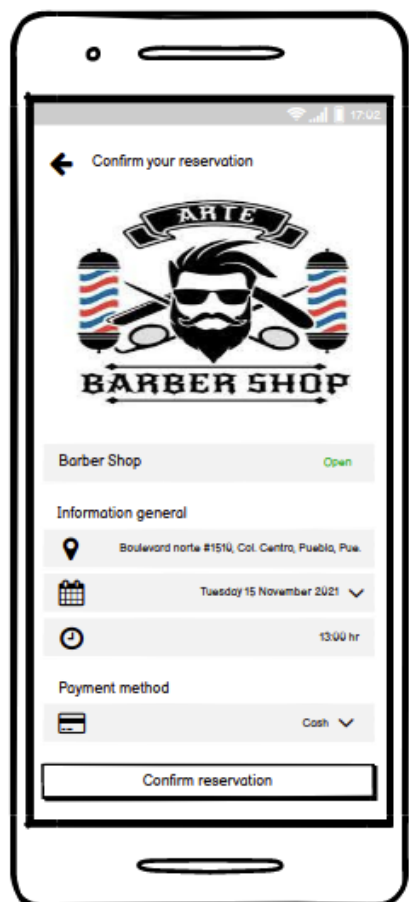 17:02
Confirm your reservation
ARTE
BARBER SHOP
Barber Shop Open
Information general
Boulevard norte #1510, Col. Centro, Puebla, Pue.
Tuesday 15 November 2021
13:00 hr
Payment method
Cash
Confirm reservation